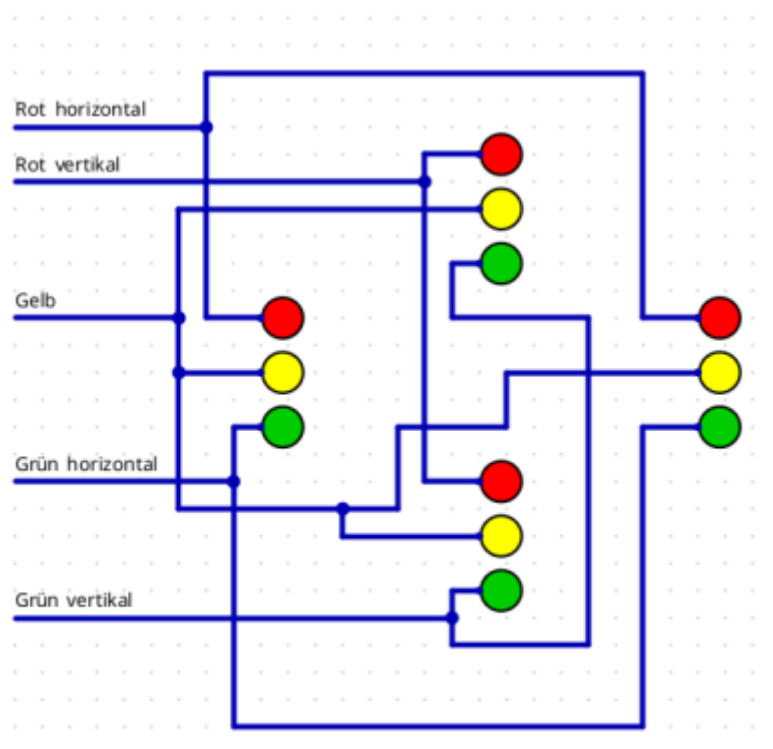 Rot horizontal
Rot vertikal
Gelb
Grün horizontal
Grün vertikal